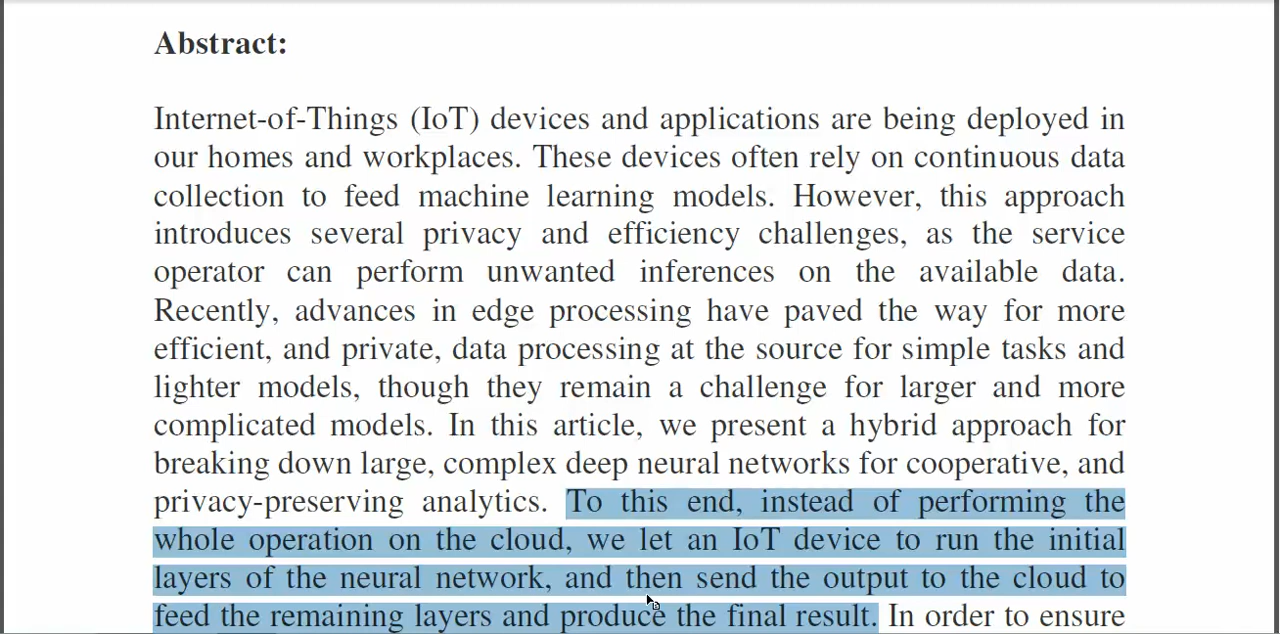 Abstract:
Internet-of-Things (IoT) devices and applications are being deployed in
our homes and workplaces. These devices often rely on continuous data
collection to feed machine learning models. However, this approach
introduces several privacy and efficiency challenges, as the service
operator can perform unwanted inferences on the available data.
Recently, advances in edge processing have paved the way for more
efficient, and private, data processing at the source for simple tasks and
lighter models, though they remain a challenge for larger and more
complicated models. In this article, we present a hybrid approach for
breaking down large, complex deep neural networks for cooperative, and
privacy-preserving analytics. To this end, instead of performing the
whole operation on the cloud, we let an IoT device to run the initial
layers of the neural network, and then send the output to the cloud to
feed the remaining layers and produce the final result. In order to ensure